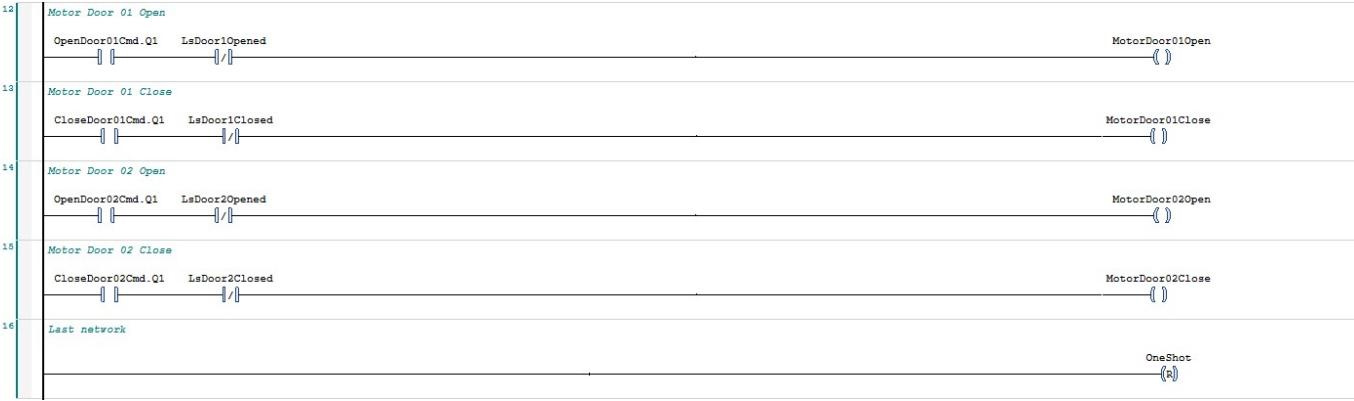 12
Motor Door 01 Open
OpenDoor01Cmd.Q1 LsDoor1Opened MotorDoor01Open
/ ( )
13
Motor Door 01 Close
CloseDoor01Cmd.Q1 LsDoor1Closed MotorDoor01Close
/ ( )
14
Motor Door 02 Open
OpenDoor02Cmd.Q1 LsDoor2Opened MotorDoor02Open
/ ( )
15
Motor Door 02 Close
CloseDoor02Cmd.Q1 LsDoor2Closed MotorDoor02Close
/ ( )
16
Last network
OneShot
(R)